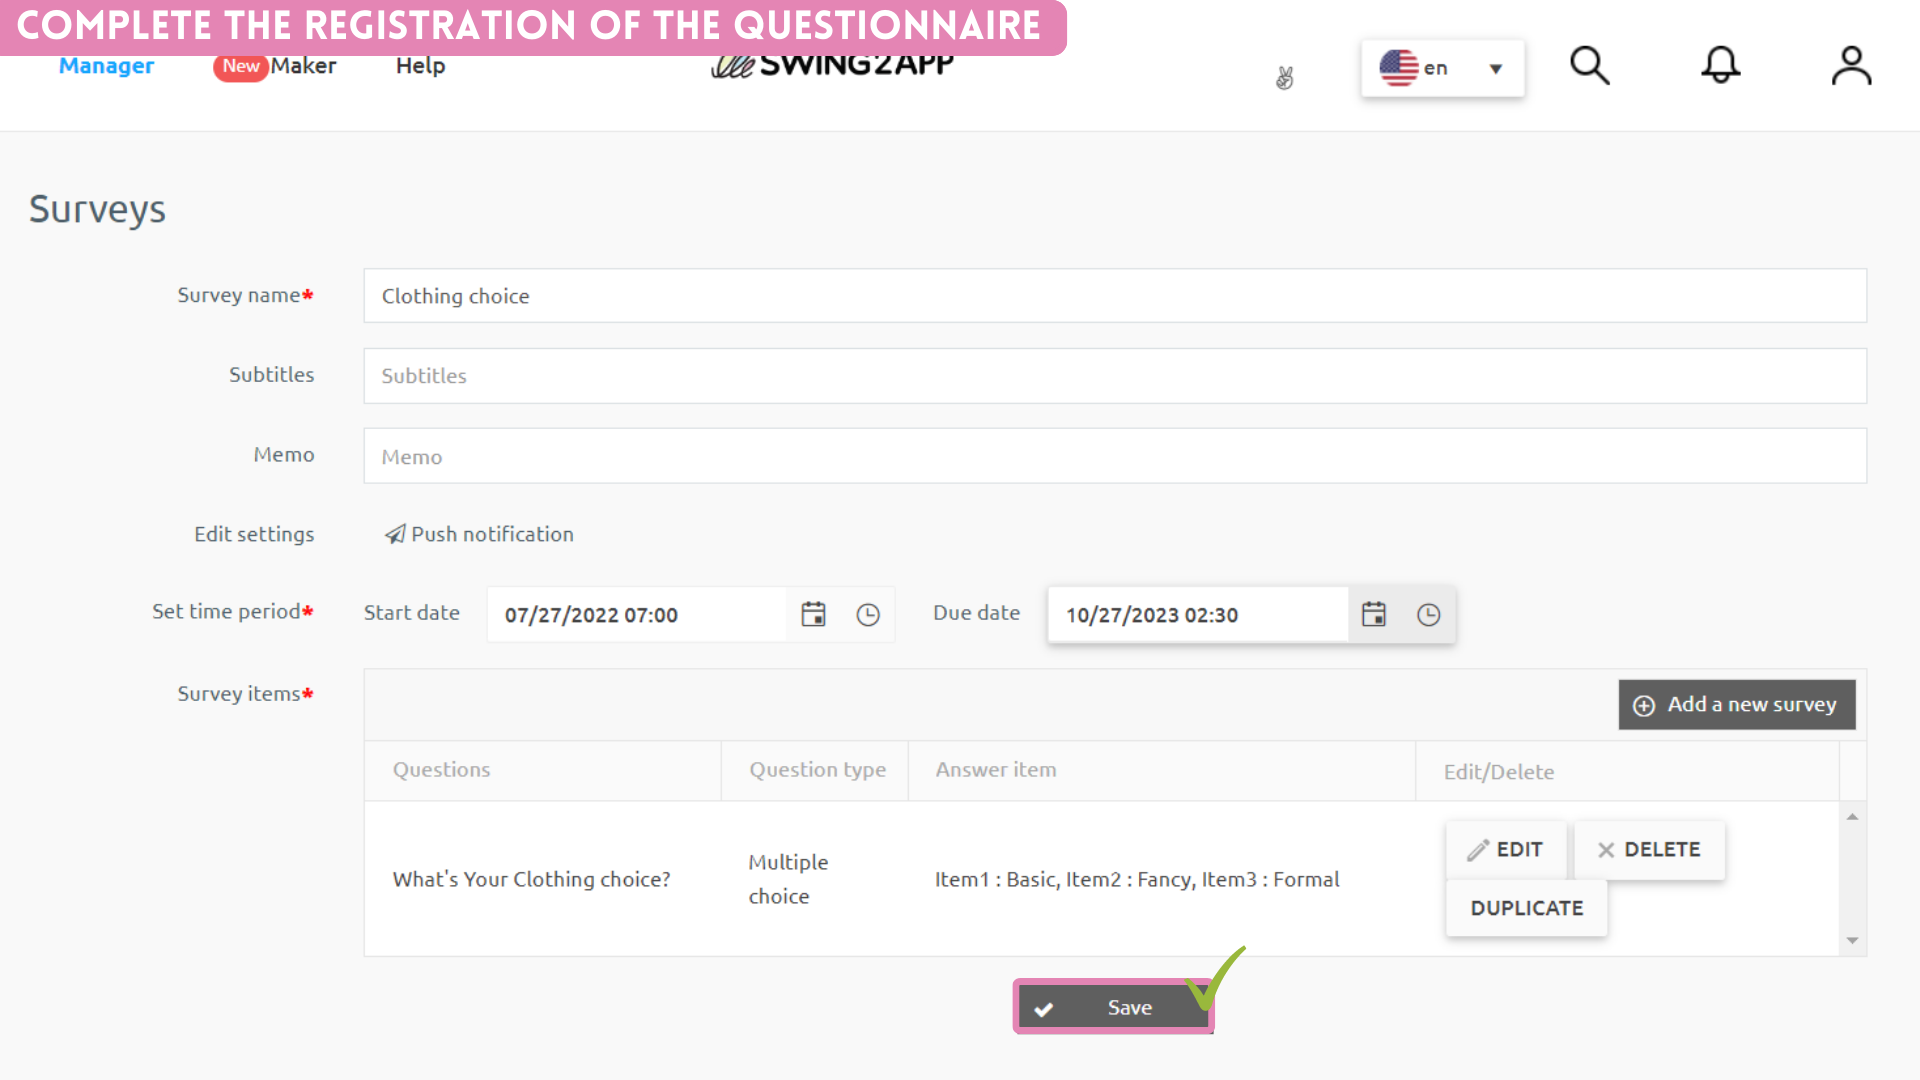 COMPLETE THE REGISTRATION OF THE QUESTIONNAIRE
Manager New Maker Help SWING2APP en
Surveys
Survey name* Clothing choice
Subtitles Subtitles
Memo Memo
Edit settings Push notification
Set time period* Start date 07/27/2022 07:00 Due date 10/27/2023 02:30
Survey items* Add a new survey
Questions Question type Answer item Edit/Delete
What's Your Clothing choice? Multiple choice Item1 : Basic, Item2 : Fancy, Item3 : Formal EDIT DELETE
DUPLICATE
Save